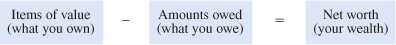 Items of value – Amounts owed = Net worth
(what you own) (what you owe) (your wealth)